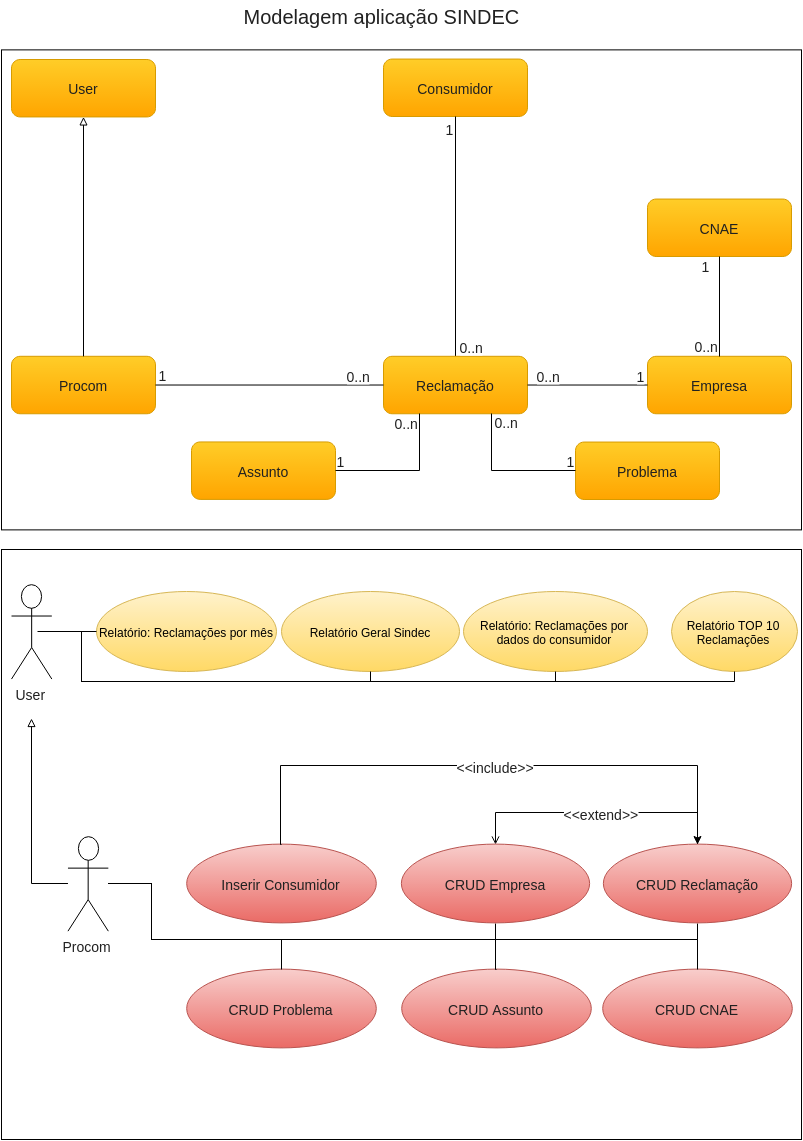 Modelagem aplicação SINDEC
User
Consumidor
1
CNAE
1
0..n
0..n
Procom
1
0..n
Reclamação
0..n
1
Empresa
0..n
0..n
Assunto
1
1
Problema
Relatório: Reclamações por mês
Relatório Geral Sindec
Relatório: Reclamações por
dados do consumidor
Relatório TOP 10
Reclamações
User
<<include>>
<<extend>>
Inserir Consumidor
CRUD Empresa
CRUD Reclamação
Procom
CRUD Problema
CRUD Assunto
CRUD CNAE